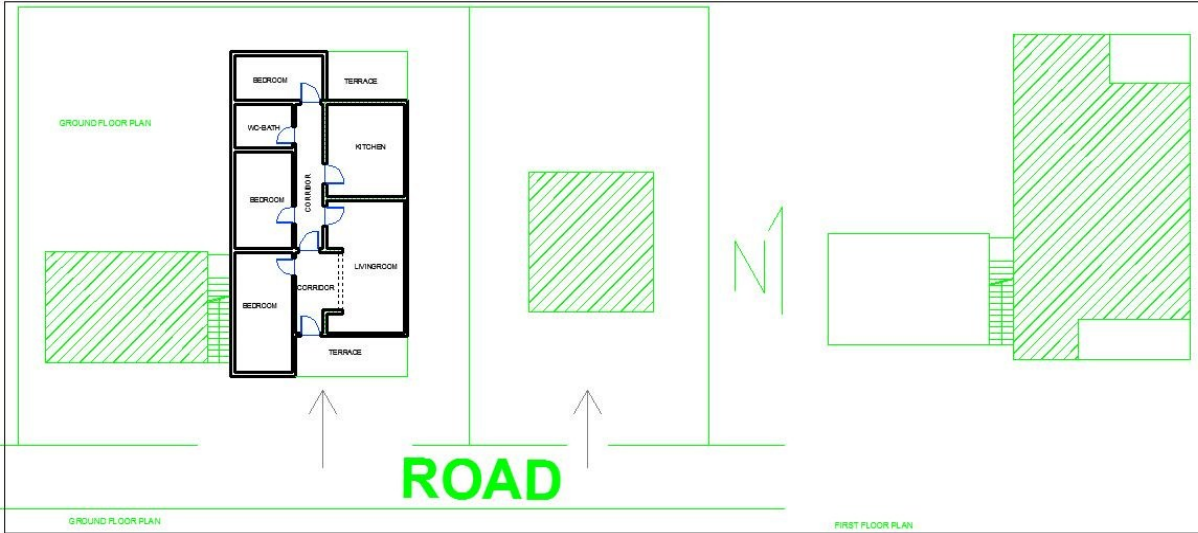 BEDROOM
TERRACE
GROUND FLOOR PLAN
WC-BATH
KITCHEN
CORRIDOR
BEDROOM
LIVINGROOM
CORRIDOR
BEDROOM
TERRACE
N
ROAD
GROUND FLOOR PLAN
FIRST FLOOR PLAN